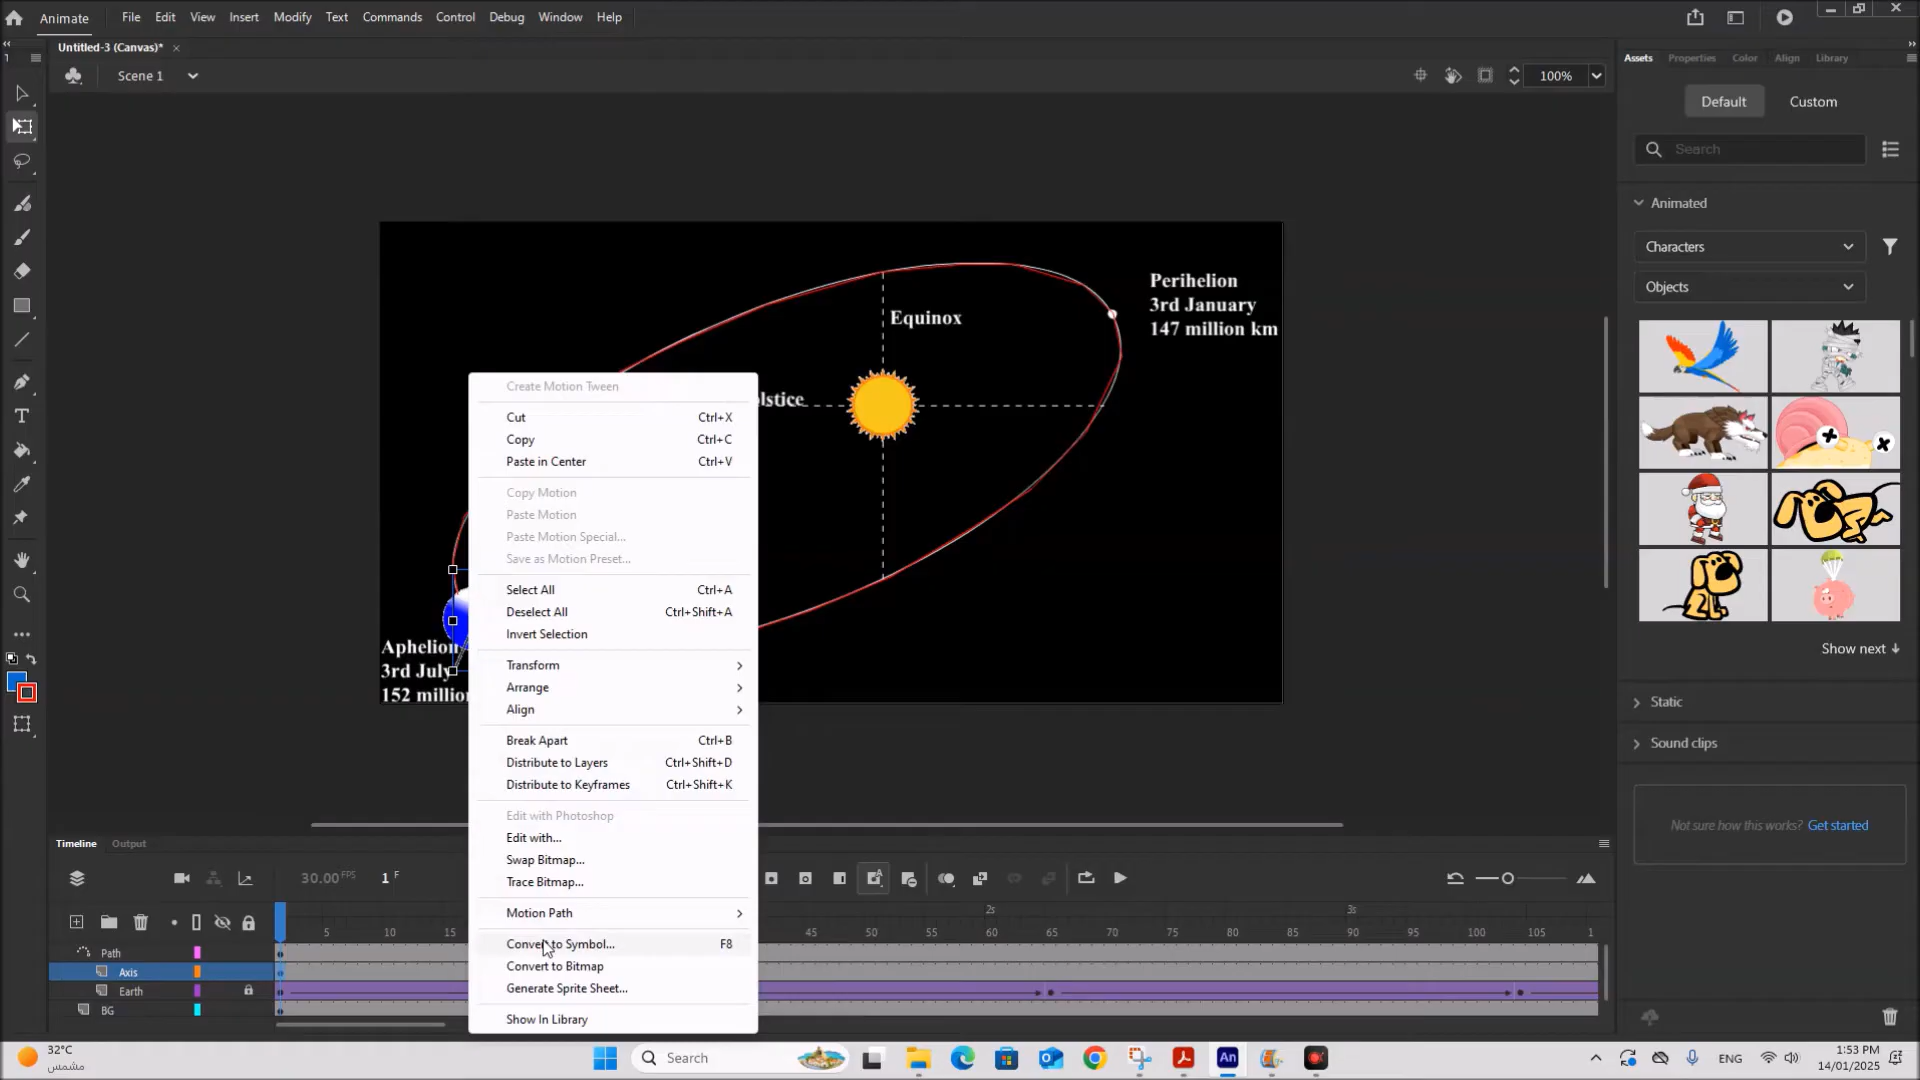 Animate
File Edit View Insert Modify Text Commands Control Debug Window Help
Untitled-3 (Canvas)*
Scene 1
100%
Assets Properties Color Align Library
Default Custom
Search
Animated
Characters
Objects
Show next
Static
Sound clips
Not sure how this works? Get started
Perihelion
3rd January
147 million km
Equinox
lstice
Aphelion
3rd July
152 million
Create Motion Tween
Cut Ctrl+X
Copy Ctrl+C
Paste in Center Ctrl+V
Copy Motion
Paste Motion
Paste Motion Special...
Save as Motion Preset...
Select All Ctrl+A
Deselect All Ctrl+Shift+A
Invert Selection
Transform
Arrange
Align
Break Apart Ctrl+B
Distribute to Layers Ctrl+Shift+D
Distribute to Keyframes Ctrl+Shift+K
Edit with Photoshop
Edit with...
Swap Bitmap...
Trace Bitmap...
Motion Path
Convert to Symbol... F8
Convert to Bitmap
Generate Sprite Sheet...
Show In Library
Timeline Output
30.00 FPS 1 F
2s 3s
5 10 15 45 50 55 60 65 70 75 80 85 90 95 100 105 1
Path
Axis
Earth
BG
32°C
مشمس
Search
ENG
1:53 PM
14/01/2025